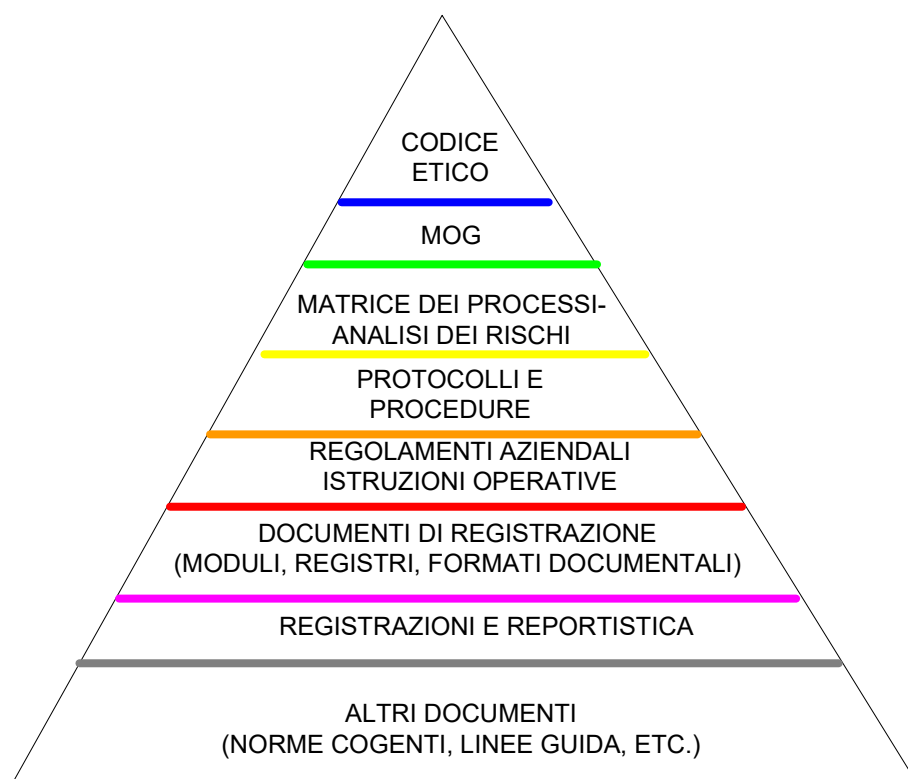 CODICE
ETICO
MOG
MATRICE DEI PROCESSI-
ANALISI DEI RISCHI
PROTOCOLLI E
PROCEDURE
REGOLAMENTI AZIENDALI
ISTRUZIONI OPERATIVE
DOCUMENTI DI REGISTRAZIONE
(MODULI, REGISTRI, FORMATI DOCUMENTALI)
REGISTRAZIONI E REPORTISTICA
ALTRI DOCUMENTI
(NORME COGENTI, LINEE GUIDA, ETC.)